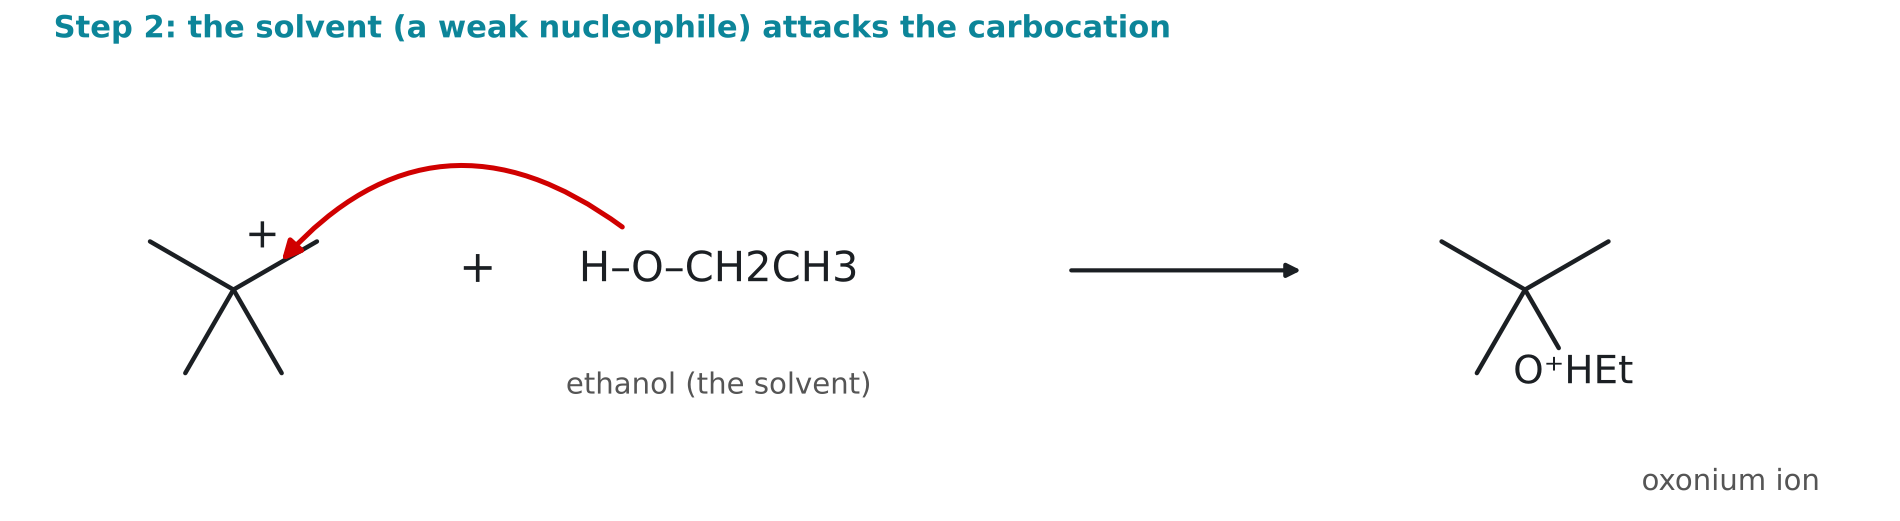 Step 2: the solvent (a weak nucleophile) attacks the carbocation
+
+
H–O–CH2CH3
ethanol (the solvent)
O⁺HEt
oxonium ion